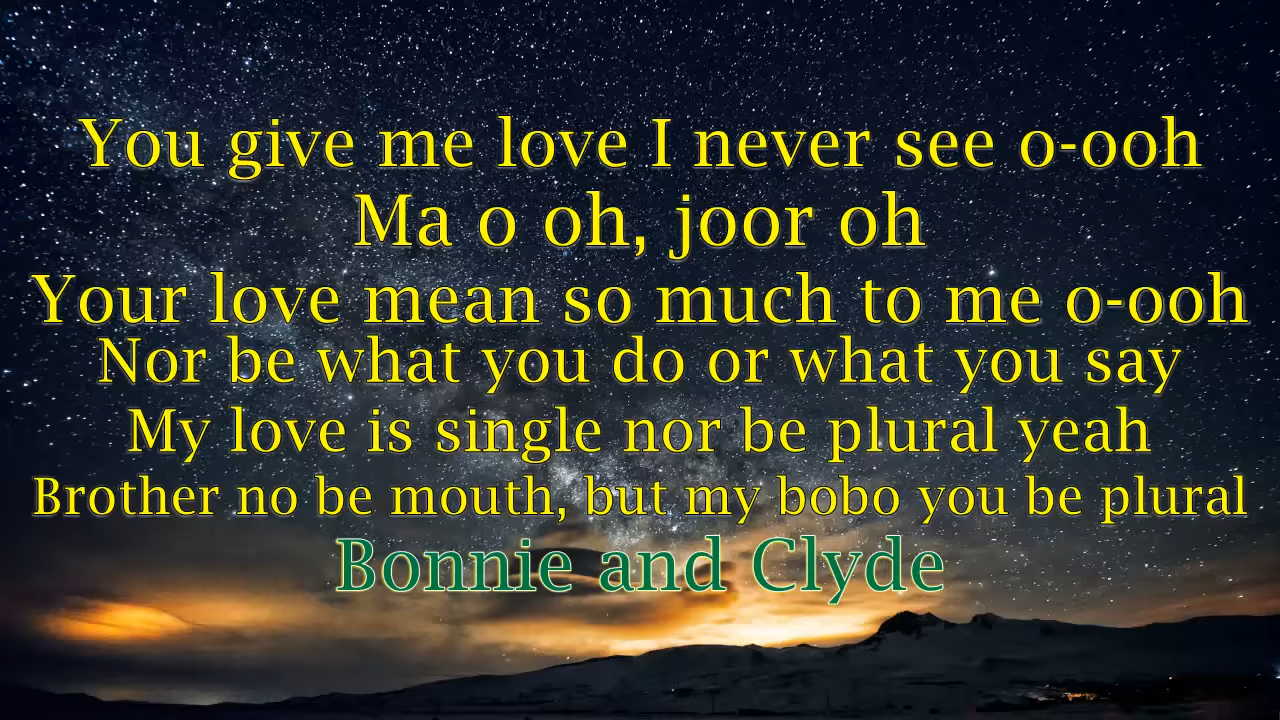 You give me love I never see o-ooh
Ma o oh, joor oh
Your love mean so much to me o-ooh
Nor be what you do or what you say
My love is single nor be plural yeah
Brother no be mouth, but my bobo you be plural
Bonnie and Clyde